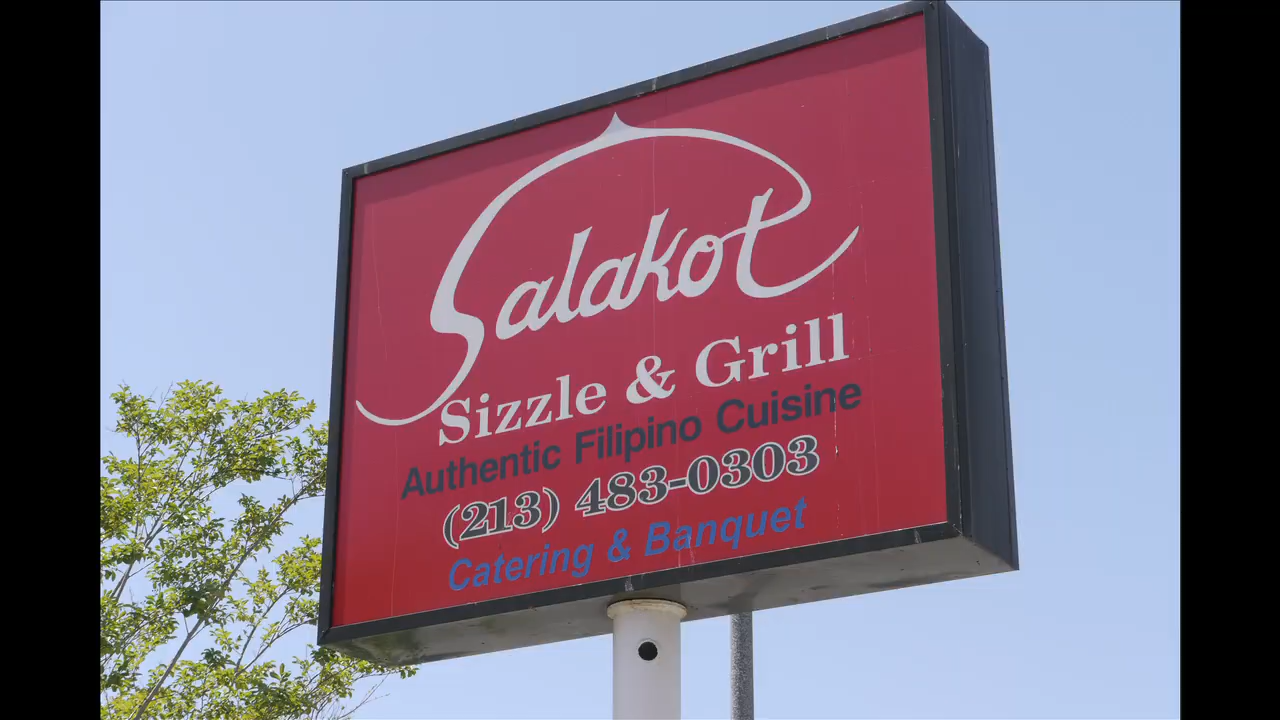 Salakot
Sizzle & Grill
Authentic Filipino Cuisine
(213) 483-0303
Catering & Banquet